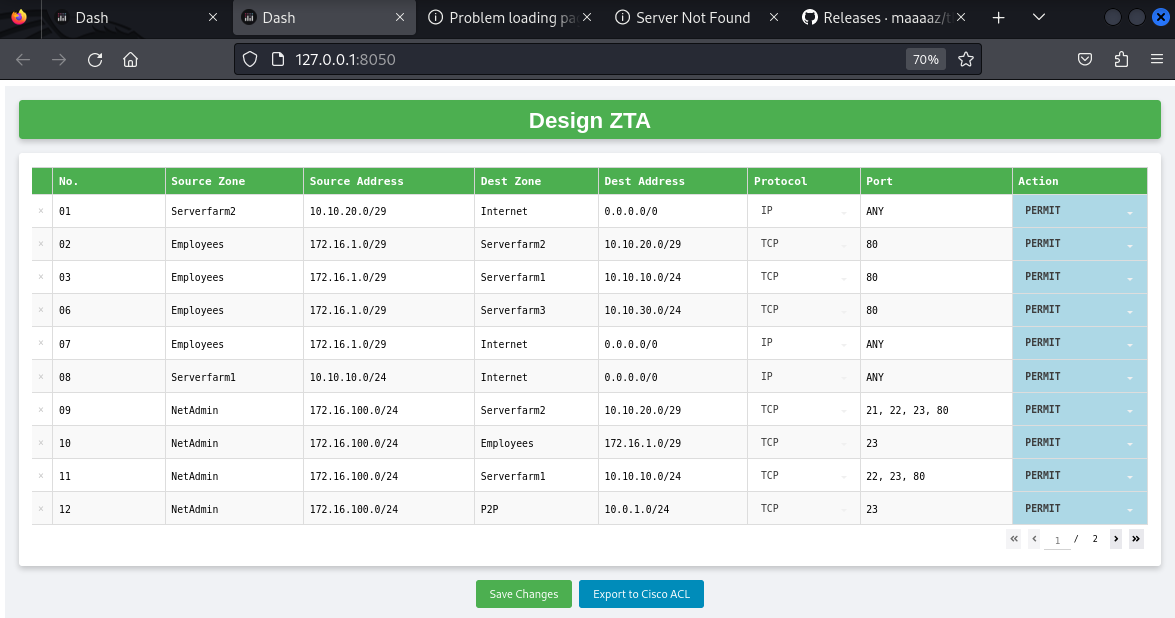 Dash
Dash
Problem loading pa
Server Not Found
Releases · maaaaz/t
127.0.0.1:8050
70%
Design ZTA
No. Source Zone Source Address Dest Zone Dest Address Protocol Port Action
× 01 Serverfarm2 10.10.20.0/29 Internet 0.0.0.0/0 IP ANY PERMIT
× 02 Employees 172.16.1.0/29 Serverfarm2 10.10.20.0/29 TCP 80 PERMIT
× 03 Employees 172.16.1.0/29 Serverfarm1 10.10.10.0/24 TCP 80 PERMIT
× 06 Employees 172.16.1.0/29 Serverfarm3 10.10.30.0/24 TCP 80 PERMIT
× 07 Employees 172.16.1.0/29 Internet 0.0.0.0/0 IP ANY PERMIT
× 08 Serverfarm1 10.10.10.0/24 Internet 0.0.0.0/0 IP ANY PERMIT
× 09 NetAdmin 172.16.100.0/24 Serverfarm2 10.10.20.0/29 TCP 21, 22, 23, 80 PERMIT
× 10 NetAdmin 172.16.100.0/24 Employees 172.16.1.0/29 TCP 23 PERMIT
× 11 NetAdmin 172.16.100.0/24 Serverfarm1 10.10.10.0/24 TCP 22, 23, 80 PERMIT
× 12 NetAdmin 172.16.100.0/24 P2P 10.0.1.0/24 TCP 23 PERMIT
« ‹ 1 / 2 › »
Save Changes
Export to Cisco ACL